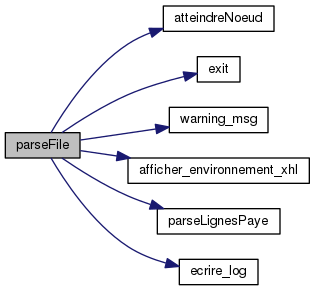 atteindreNoeud
exit
warning_msg
parseFile
afficher_environnement_xhl
parseLignesPaye
ecrire_log